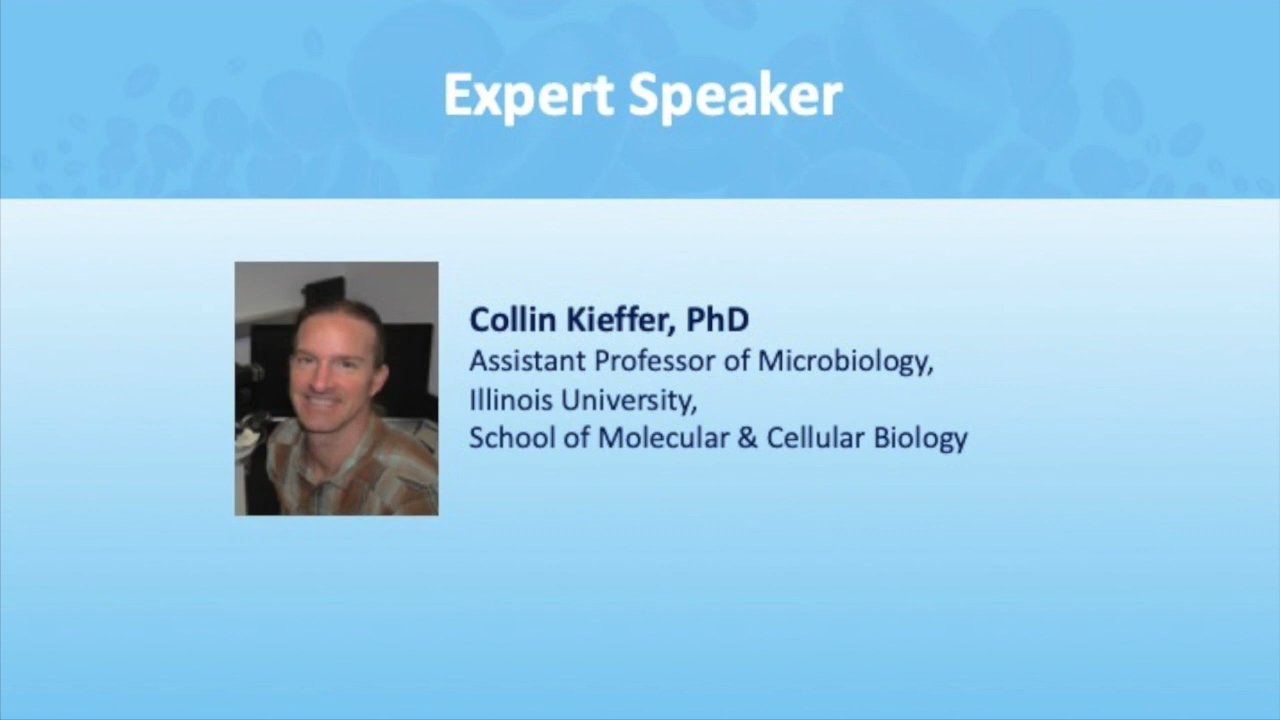 Expert Speaker
Collin Kieffer, PhD
Assistant Professor of Microbiology,
Illinois University,
School of Molecular & Cellular Biology